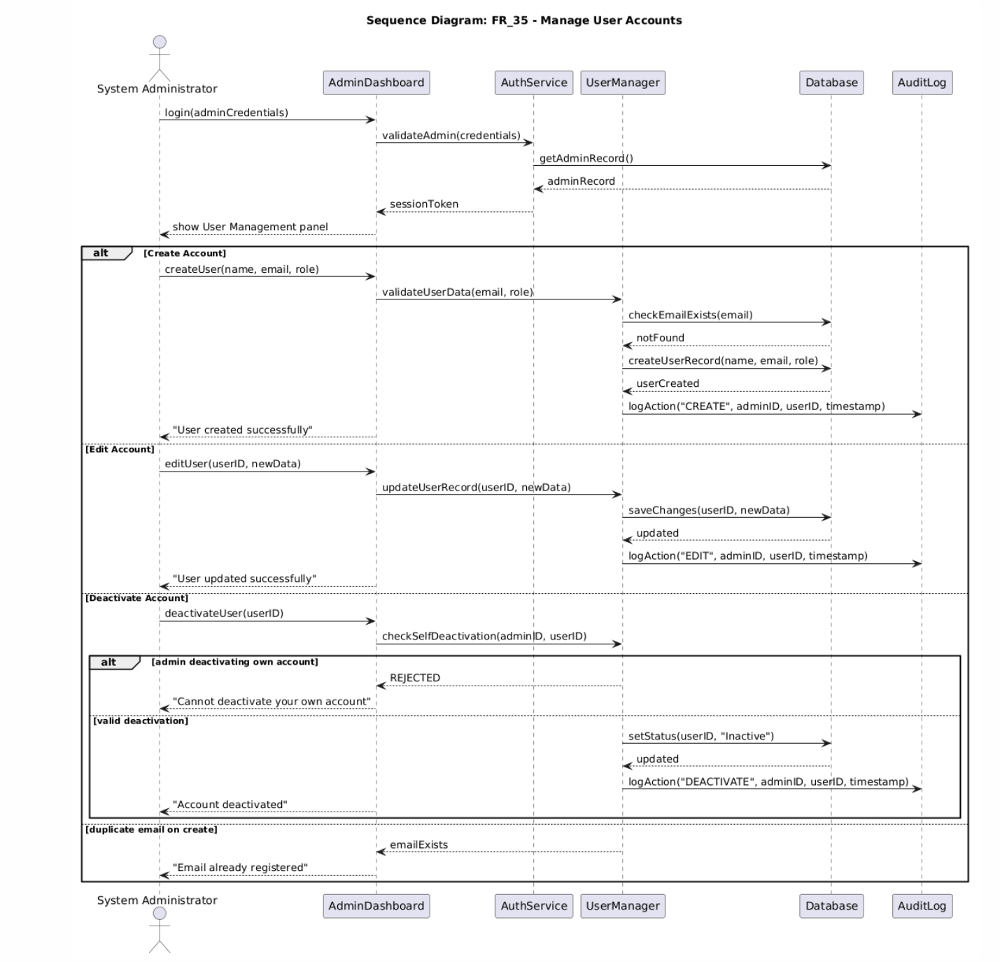 Sequence Diagram: FR_35 - Manage User Accounts
System Administrator
AdminDashboard
AuthService
UserManager
Database
AuditLog
login(adminCredentials)
validateAdmin(credentials)
getAdminRecord()
adminRecord
sessionToken
show User Management panel
alt
[Create Account]
createUser(name, email, role)
validateUserData(email, role)
checkEmailExists(email)
notFound
createUserRecord(name, email, role)
userCreated
logAction("CREATE", adminID, userID, timestamp)
"User created successfully"
[Edit Account]
editUser(userID, newData)
updateUserRecord(userID, newData)
saveChanges(userID, newData)
updated
logAction("EDIT", adminID, userID, timestamp)
"User updated successfully"
[Deactivate Account]
deactivateUser(userID)
checkSelfDeactivation(adminID, userID)
alt
[admin deactivating own account]
REJECTED
"Cannot deactivate your own account"
[valid deactivation]
setStatus(userID, "Inactive")
updated
logAction("DEACTIVATE", adminID, userID, timestamp)
"Account deactivated"
[duplicate email on create]
emailExists
"Email already registered"
System Administrator
AdminDashboard
AuthService
UserManager
Database
AuditLog